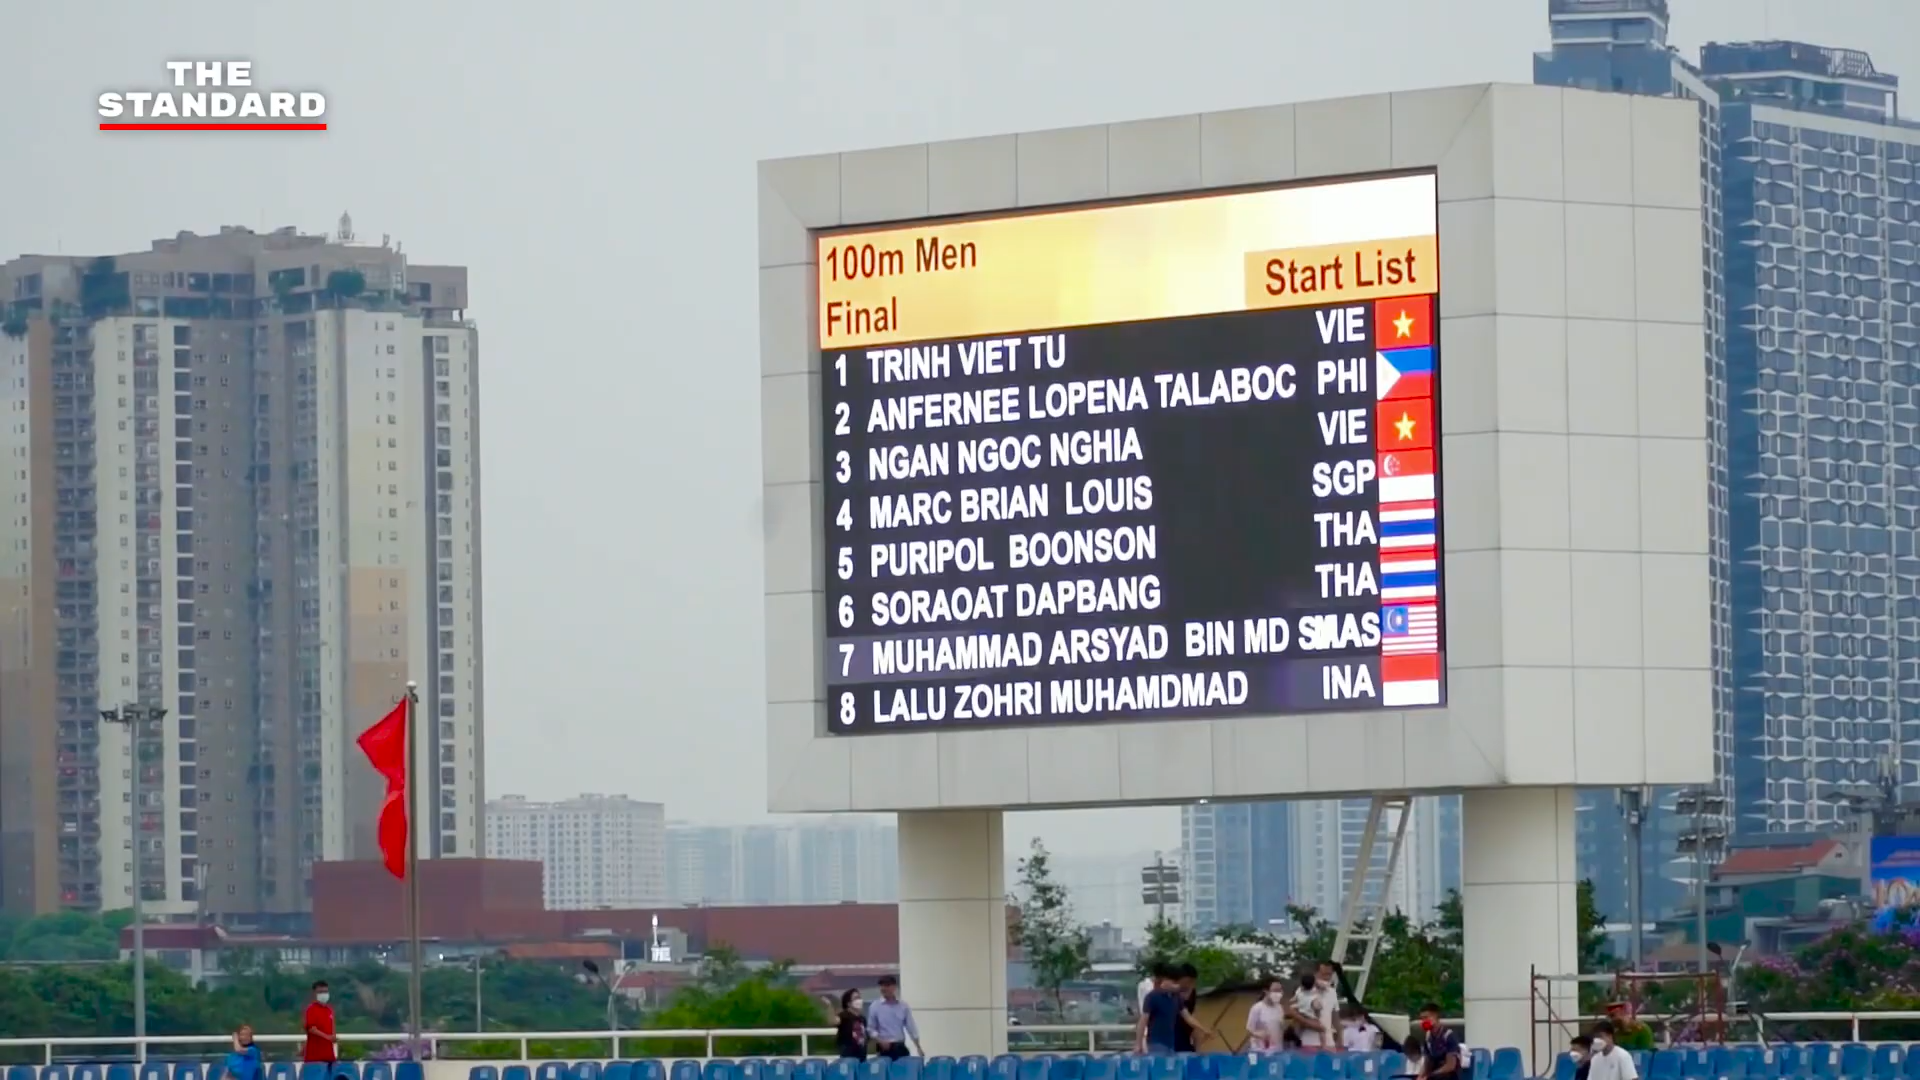 THE
STANDARD
100m Men
Final
Start List
1 TRINH VIET TU VIE
2 ANFERNEE LOPENA TALABOC PHI
3 NGAN NGOC NGHIA VIE
4 MARC BRIAN LOUIS SGP
5 PURIPOL BOONSON THA
6 SORAOAT DAPBANG THA
7 MUHAMMAD ARSYAD BIN MD MAS
8 LALU ZOHRI MUHAMDMAD INA